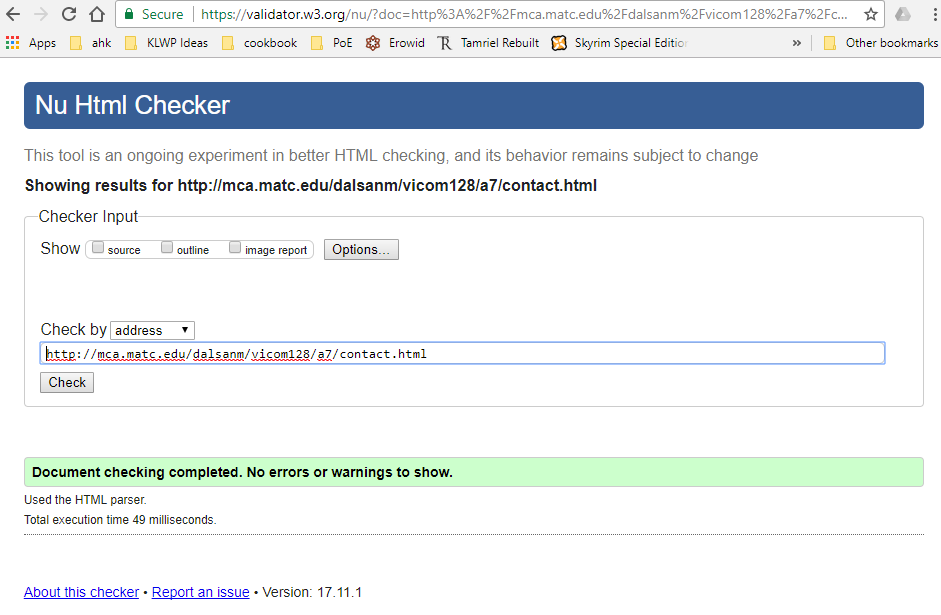 Secure https://validator.w3.org/nu/?doc=http%3A%2F%2Fmca.matc.edu%2Fdalsanm%2Fvicom128%2Fa7%2Fc...
Apps ahk KLWP Ideas cookbook PoE Erowid Tamriel Rebuilt Skyrim Special Editio » Other bookmarks
Nu Html Checker
This tool is an ongoing experiment in better HTML checking, and its behavior remains subject to change
Showing results for http://mca.matc.edu/dalsanm/vicom128/a7/contact.html
Checker Input
Show source outline image report Options...
Check by address
http://mca.matc.edu/dalsanm/vicom128/a7/contact.html
Check
Document checking completed. No errors or warnings to show.
Used the HTML parser.
Total execution time 49 milliseconds.
About this checker • Report an issue • Version: 17.11.1